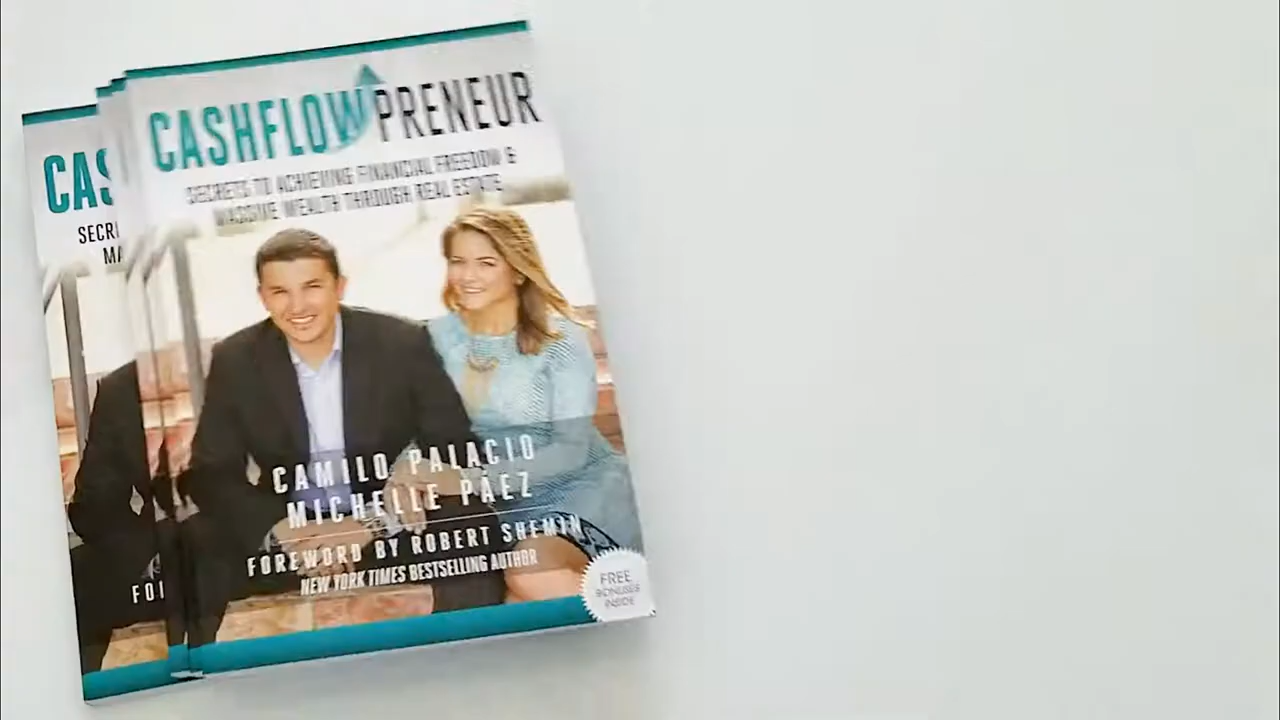 CASHFLOWPRENEUR
SECRETS TO ACHIEVING FINANCIAL FREEDOM &
MASSIVE WEALTH THROUGH REAL ESTATE
CAMILO PALACIO
MICHELLE PÁEZ
FOREWORD BY ROBERT SHEMIN
NEW YORK TIMES BESTSELLING AUTHOR
FREE
BONUSES
INSIDE
CAS
SECR
MA
FO